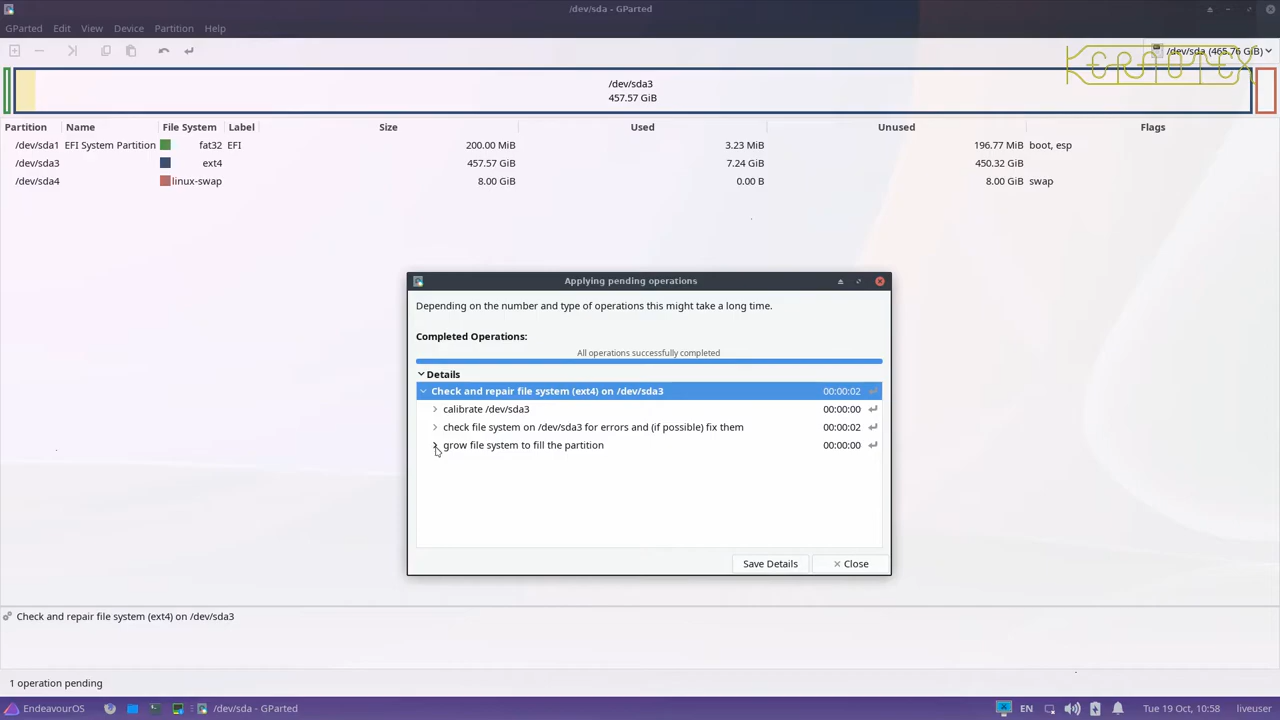 /dev/sda - GParted
GParted Edit View Device Partition Help
/dev/sda (465.76 GiB)
KERAPTEX
/dev/sda3
457.57 GiB
Partition Name File System Label Size Used Unused Flags
/dev/sda1 EFI System Partition fat32 EFI 200.00 MiB 3.23 MiB 196.77 MiB boot, esp
/dev/sda3 ext4 457.57 GiB 7.24 GiB 450.32 GiB
/dev/sda4 linux-swap 8.00 GiB 0.00 B 8.00 GiB swap
Applying pending operations
Depending on the number and type of operations this might take a long time.
Completed Operations:
All operations successfully completed
Details
Check and repair file system (ext4) on /dev/sda3 00:00:02
calibrate /dev/sda3 00:00:00
check file system on /dev/sda3 for errors and (if possible) fix them 00:00:02
grow file system to fill the partition 00:00:00
Save Details Close
Check and repair file system (ext4) on /dev/sda3
1 operation pending
EndeavourOS /dev/sda - GParted EN Tue 19 Oct, 10:58 liveuser